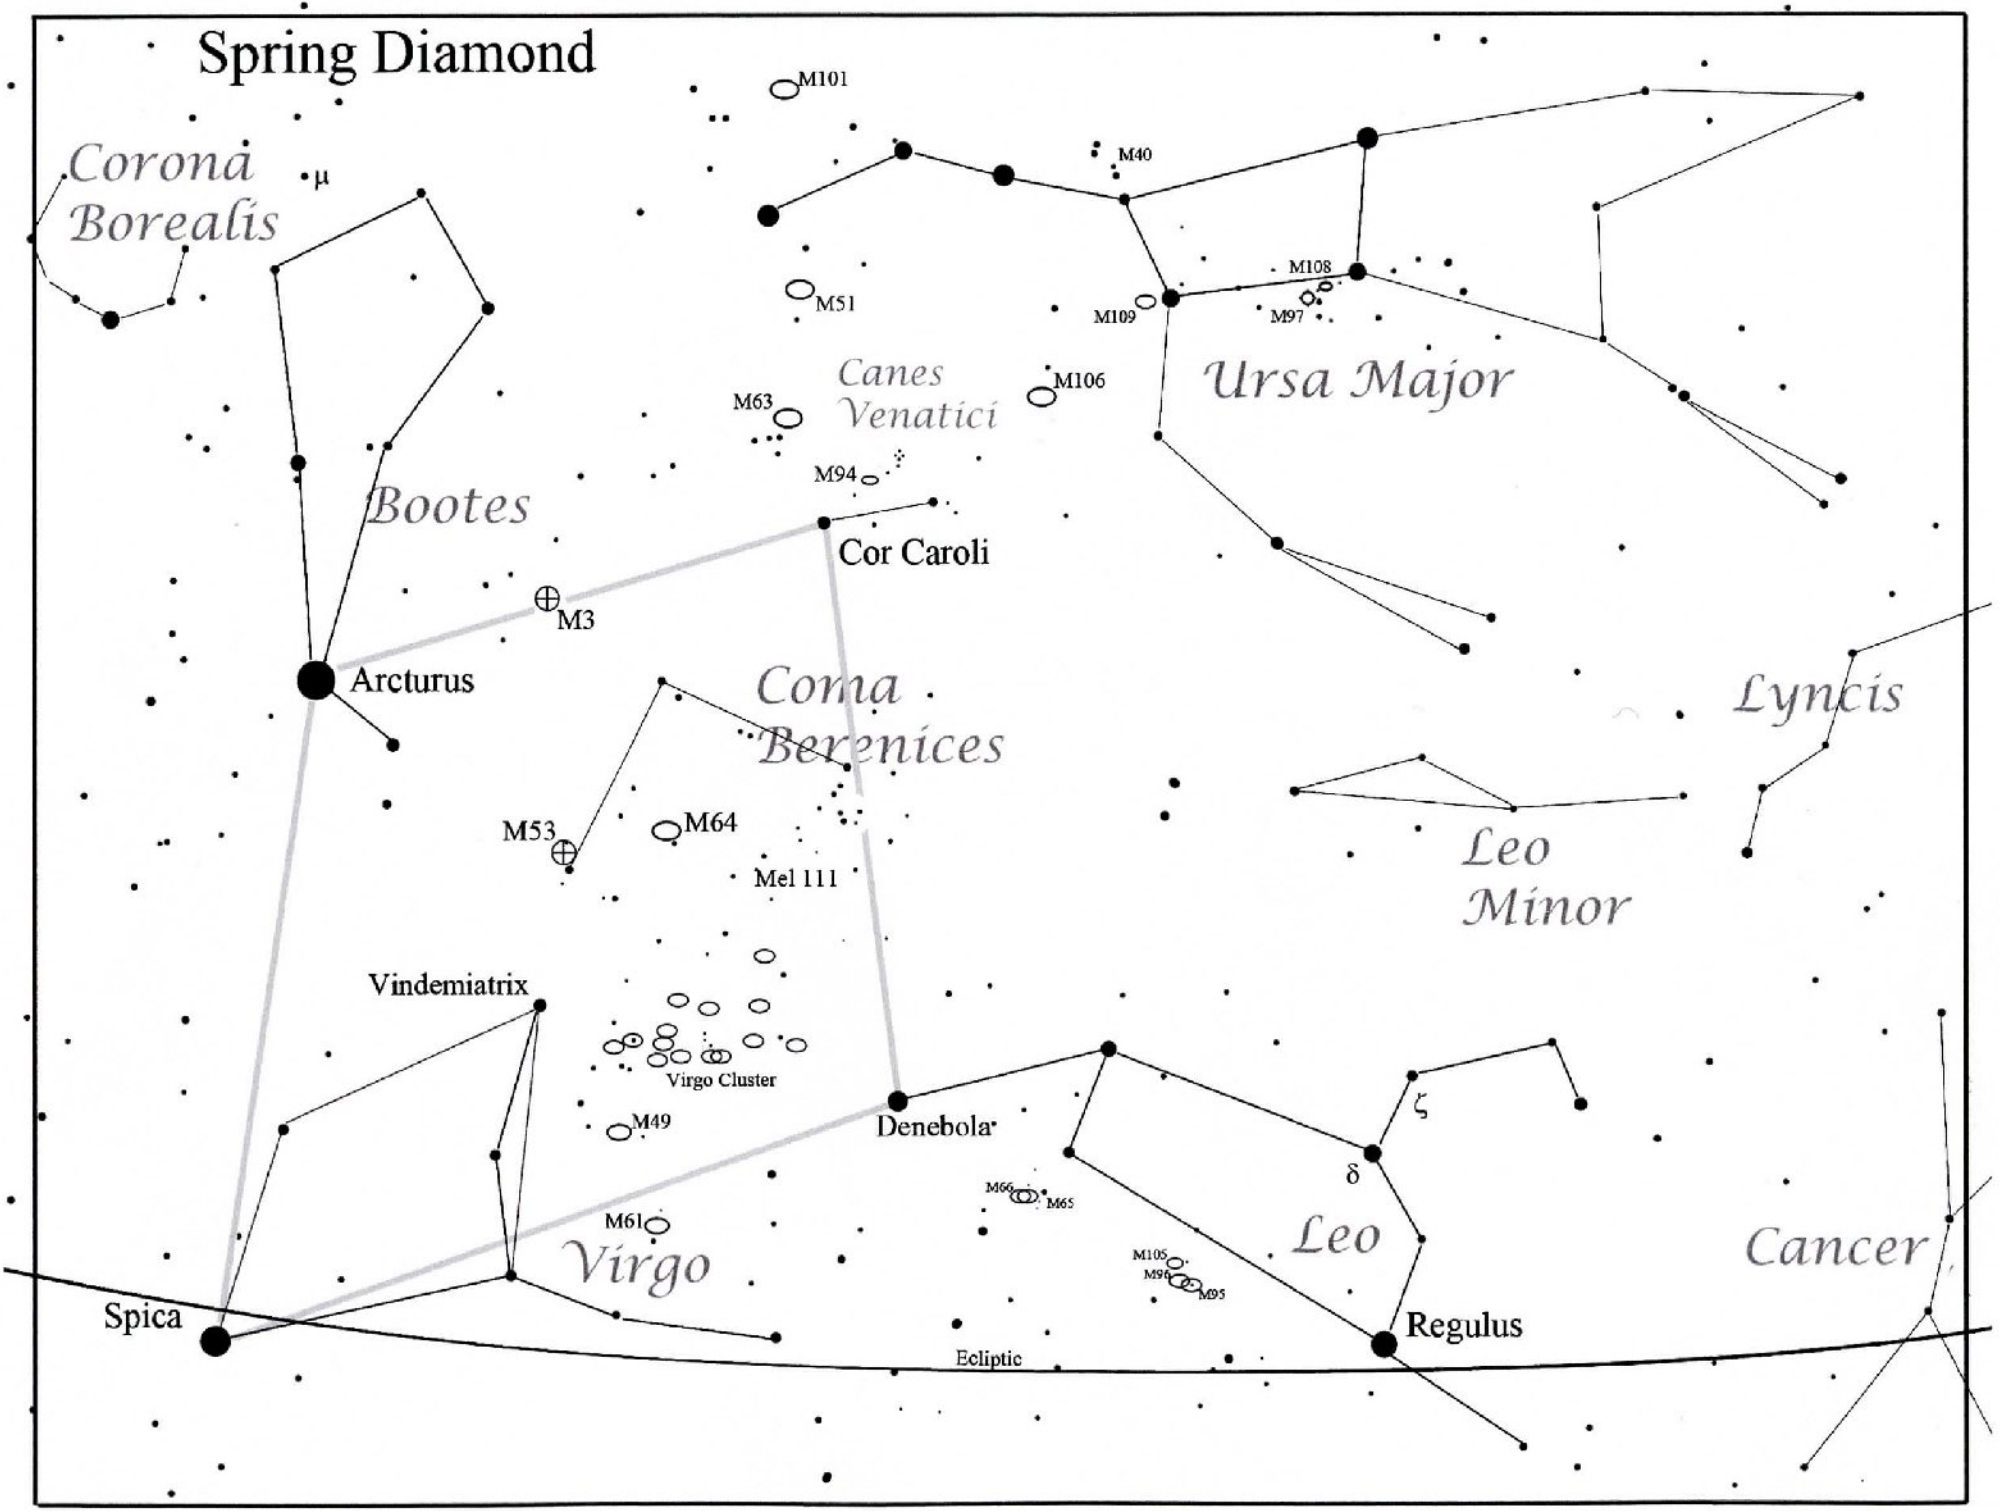 Spring Diamond
M101
Corona
Borealis
μ
M40
M51
M108
M109
M97
Canes
Venatici
M106
Ursa Major
M63
M94
Bootes
Cor Caroli
M3
Arcturus
Coma
Berenices
Lyncis
M53
M64
Mel 111
Leo
Minor
Vindemiatrix
Virgo Cluster
M49
Denebola
ζ
δ
M66
M65
M61
Virgo
Leo
Cancer
M105
M96
M95
Spica
Regulus
Ecliptic